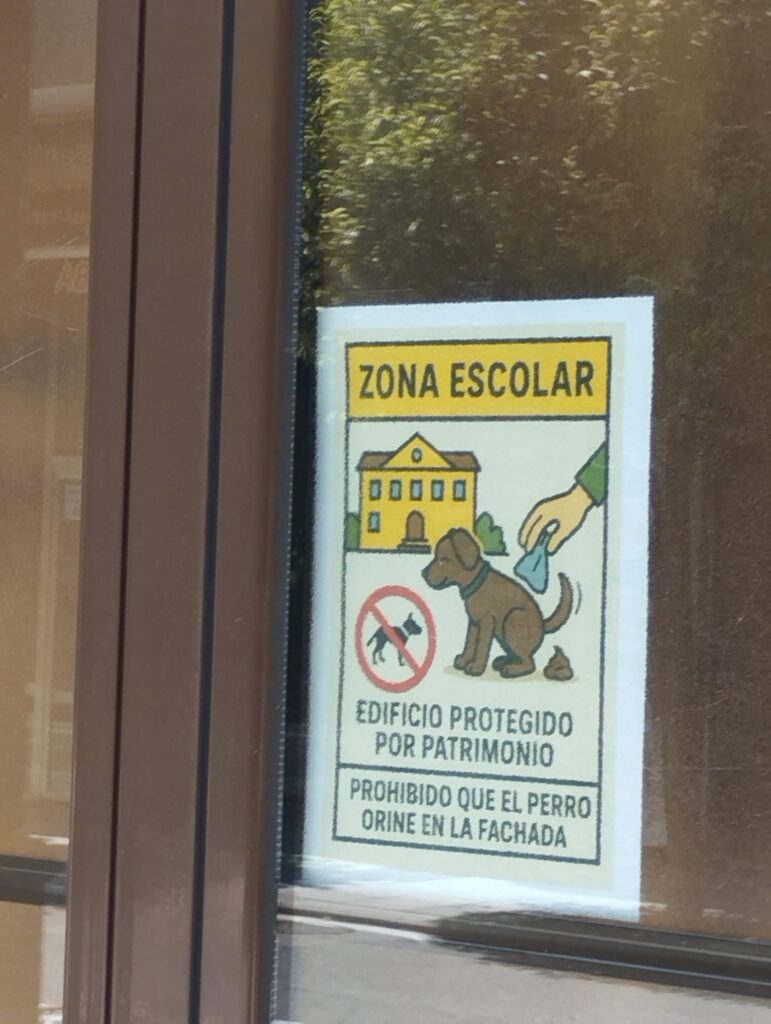 ZONA ESCOLAR
EDIFICIO PROTEGIDO
POR PATRIMONIO
PROHIBIDO QUE EL PERRO
ORINE EN LA FACHADA